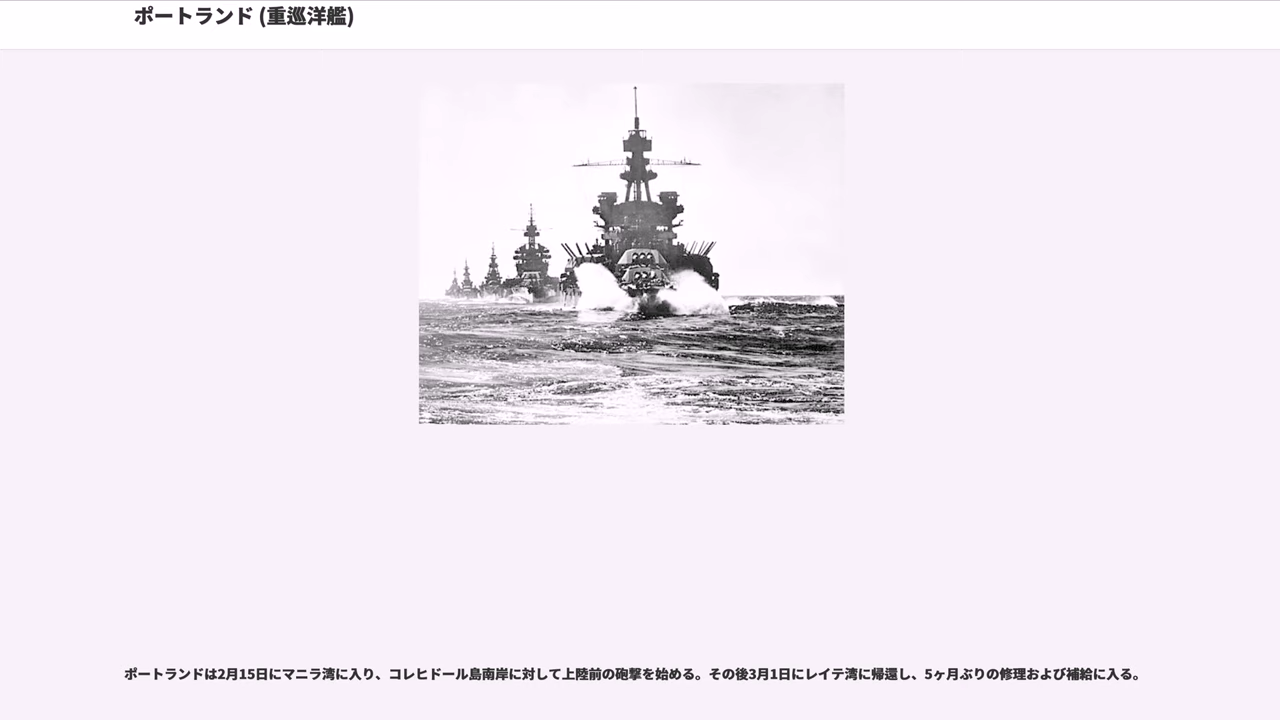 ポートランド (重巡洋艦)
ポートランドは2月15日にマニラ湾に入り、コレヒドール島南岸に対して上陸前の砲撃を始める。その後3月1日にレイテ湾に帰還し、5ヶ月ぶりの修理および補給に入る。